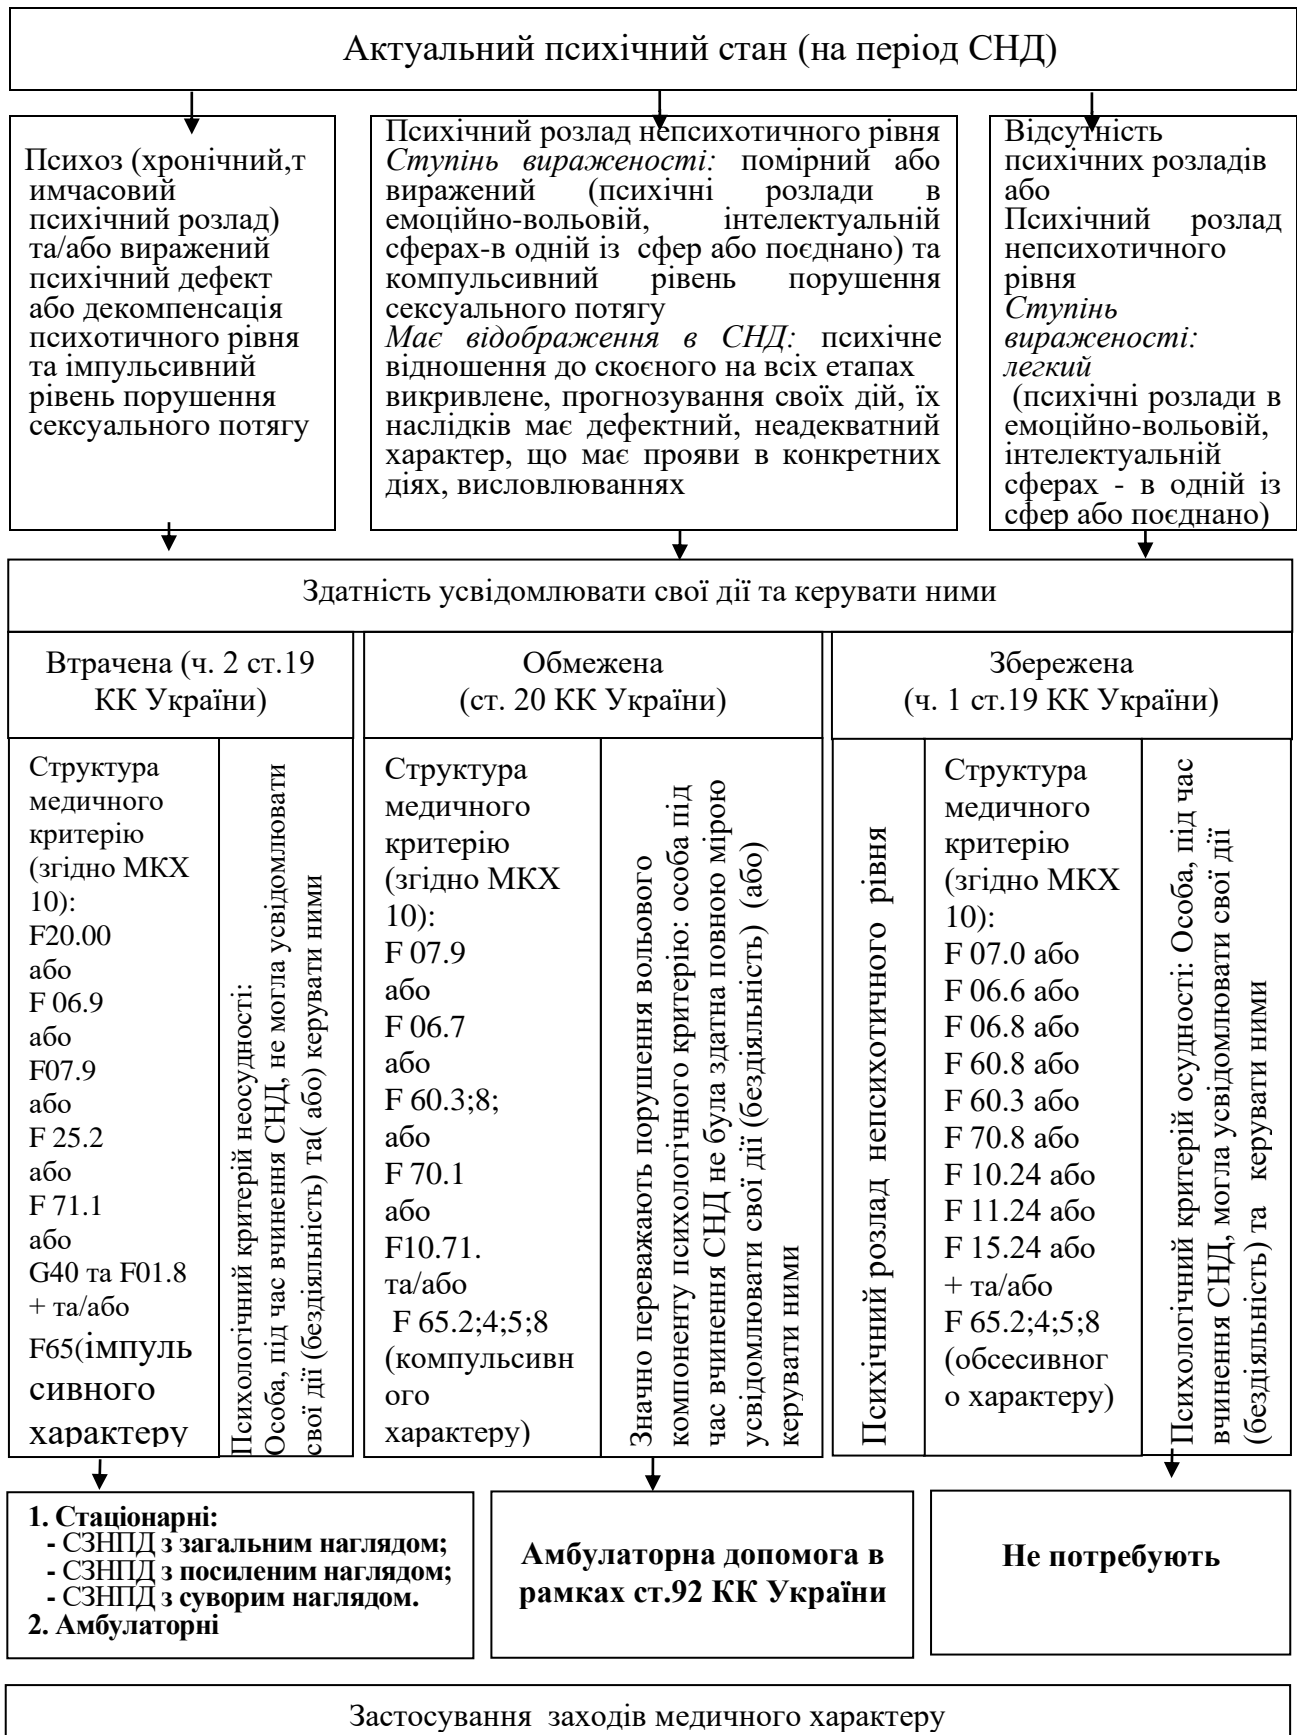 Актуальний психічний стан (на період СНД)
Психоз (хронічний,т
имчасовий
психічний розлад)
та/або виражений
психічний дефект
або декомпенсація
психотичного рівня
та імпульсивний
рівень порушення
сексуального потягу
Психічний розлад непсихотичного рівня
Ступінь вираженості: помірний або
виражений (психічні розлади в
емоційно-вольовій, інтелектуальній
сферах-в одній із сфер або поєднано) та
компульсивний рівень порушення
сексуального потягу
Має відображення в СНД: психічне
відношення до скоєного на всіх етапах
викривлене, прогнозування своїх дій, їх
наслідків має дефектний, неадекватний
характер, що має прояви в конкретних
діях, висловлюваннях
Відсутність
психічних розладів
або
Психічний розлад
непсихотичного
рівня
Ступінь
вираженості:
легкий
(психічні розлади в
емоційно-вольовій,
інтелектуальній
сферах - в одній із
сфер або поєднано)
Здатність усвідомлювати свої дії та керувати ними
Втрачена (ч. 2 ст.19
КК України)
Обмежена
(ст. 20 КК України)
Збережена
(ч. 1 ст.19 КК України)
Структура
медичного
критерію
(згідно МКХ
10):
F20.00
або
F 06.9
або
F07.9
або
F 25.2
або
F 71.1
або
G40 та F01.8
+ та/або
F65(імпуль
сивного
характеру
Психологічний критерій неосудності:
Особа, під час вчинення СНД, не могла усвідомлювати
свої дії (бездіяльність) та( або) керувати ними
Структура
медичного
критерію
(згідно МКХ
10):
F 07.9
або
F 06.7
або
F 60.3;8;
або
F 70.1
або
F10.71.
та/або
F 65.2;4;5;8
(компульсивн
ого
характеру)
Значно переважають порушення вольового
компоненту психологічного критерію: особа під
час вчинення СНД не була здатна повною мірою
усвідомлювати свої дії (бездіяльність) (або)
керувати ними
Психічний розлад непсихотичного рівня
Структура
медичного
критерію
(згідно МКХ
10):
F 07.0 або
F 06.6 або
F 06.8 або
F 60.8 або
F 60.3 або
F 70.8 або
F 10.24 або
F 11.24 або
F 15.24 або
+ та/або
F 65.2;4;5;8
(обсесивног
о характеру)
Психологічний критерій осудності: Особа, під час
вчинення СНД, могла усвідомлювати свої дії
(бездіяльність) та керувати ними
1. Стаціонарні:
- СЗНПД з загальним наглядом;
- СЗНПД з посиленим наглядом;
- СЗНПД з суворим наглядом.
2. Амбулаторні
Амбулаторна допомога в
рамках ст.92 КК України
Не потребують
Застосування заходів медичного характеру